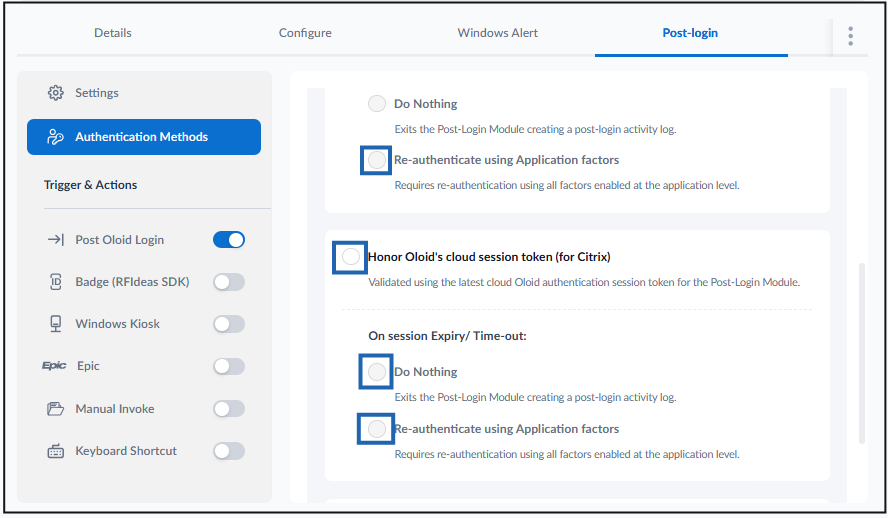 Details
Configure
Windows Alert
Post-login
Settings
Authentication Methods
Trigger & Actions
Post Oloid Login
Badge (RFIdeas SDK)
Windows Kiosk
Epic Epic
Manual Invoke
Keyboard Shortcut
Do Nothing
Exits the Post-Login Module creating a post-login activity log.
Re-authenticate using Application factors
Requires re-authentication using all factors enabled at the application level.
Honor Oloid's cloud session token (for Citrix)
Validated using the latest cloud Oloid authentication session token for the Post-Login Module.
On session Expiry/ Time-out:
Do Nothing
Exits the Post-Login Module creating a post-login activity log.
Re-authenticate using Application factors
Requires re-authentication using all factors enabled at the application level.